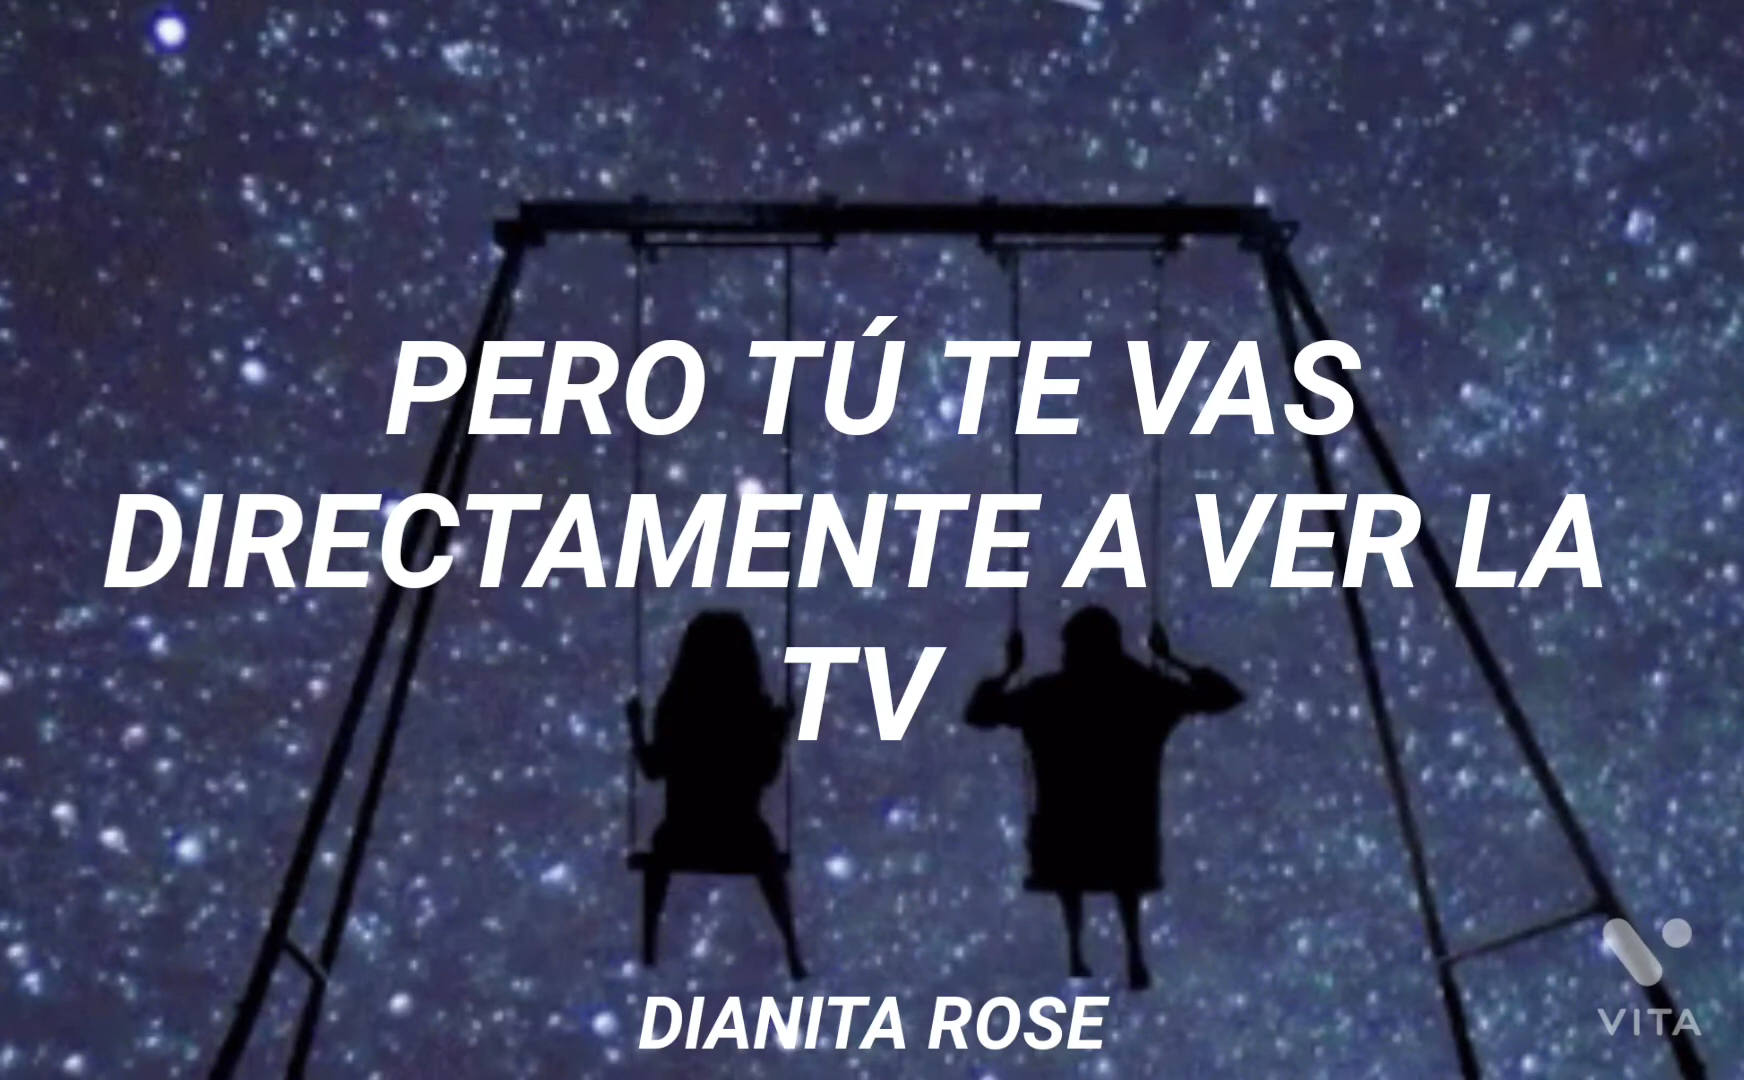 PERO TÚ TE VAS
DIRECTAMENTE A VER LA
TV
DIANITA ROSE
VITA